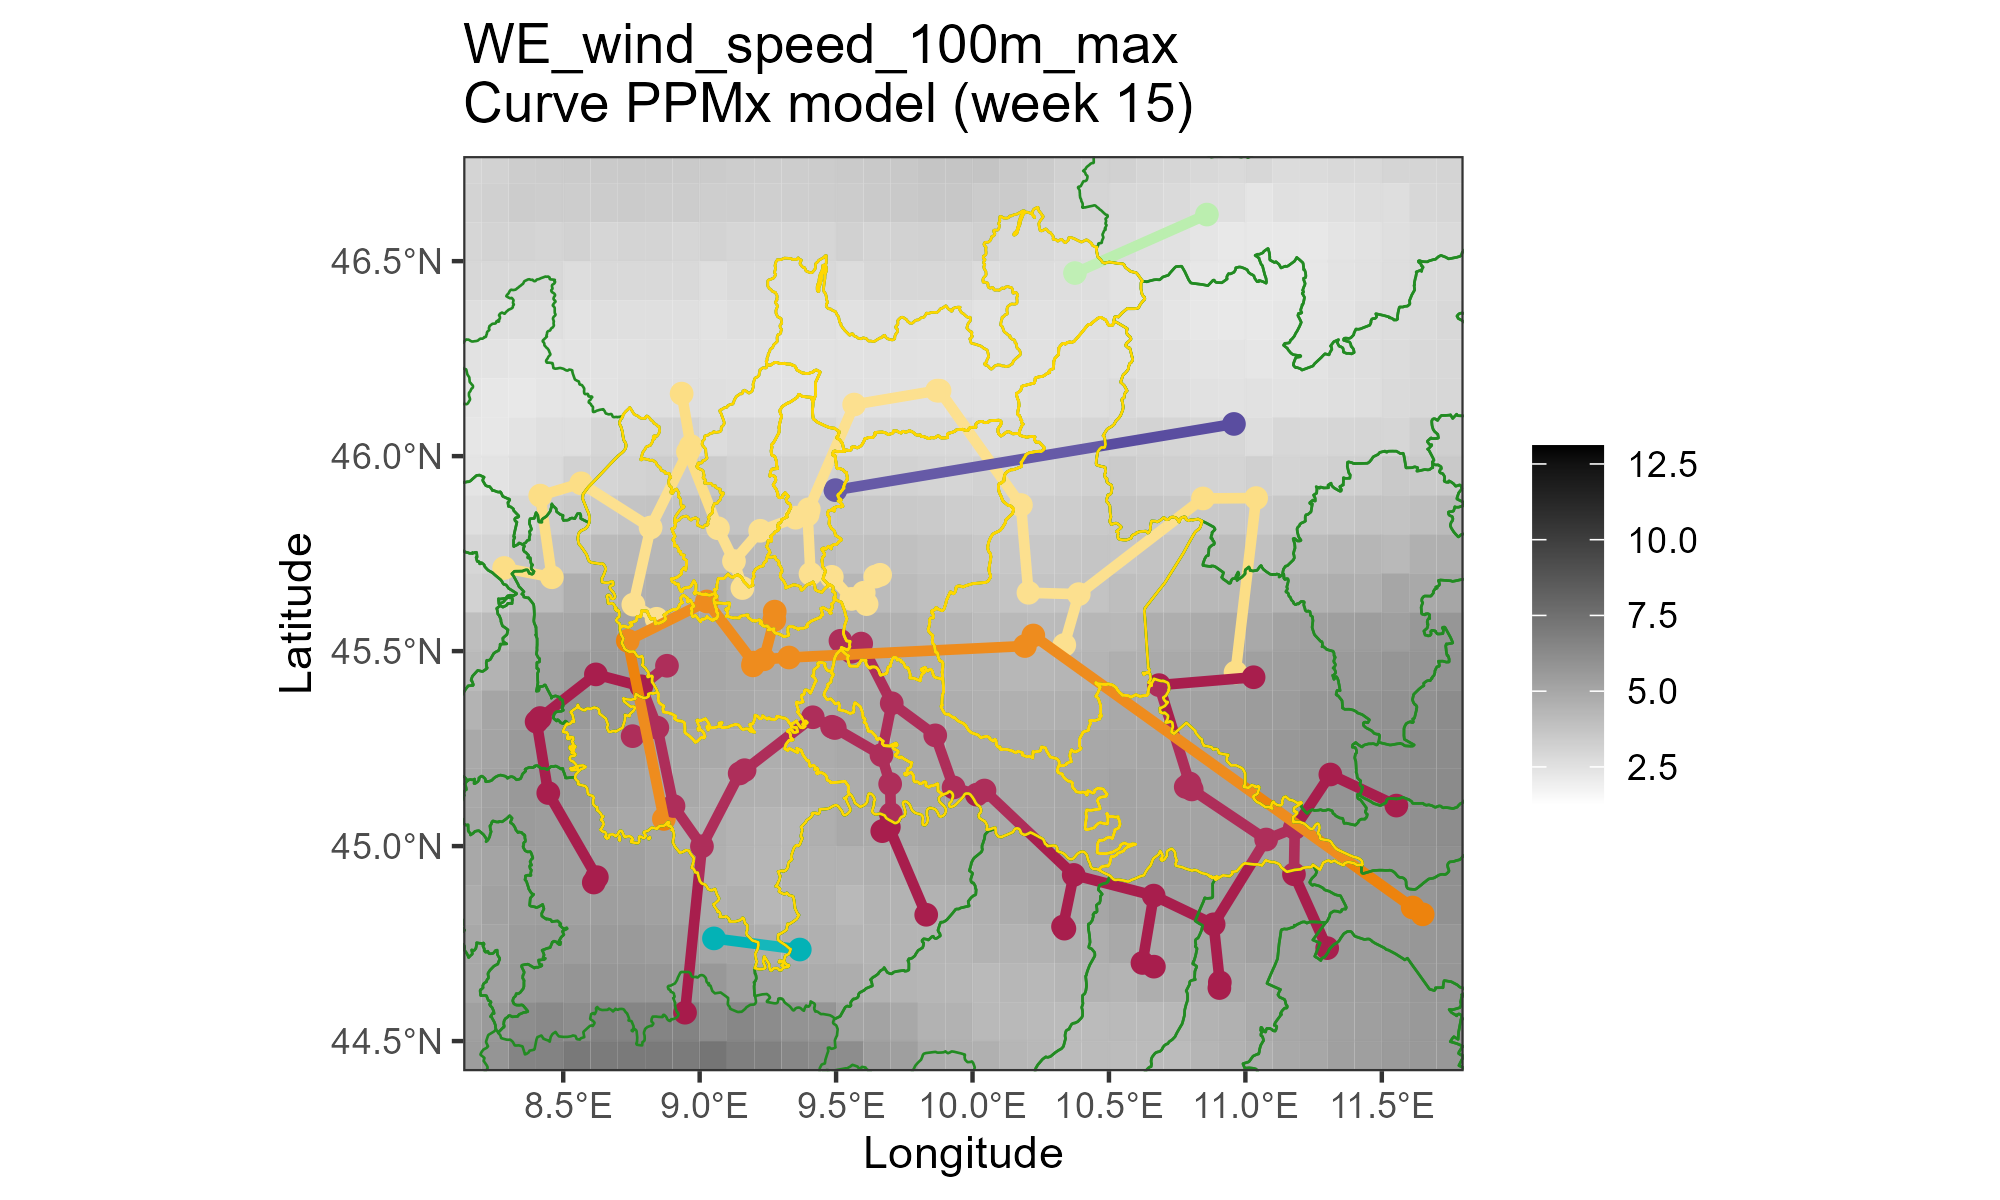 WE_wind_speed_100m_max
Curve PPMx model (week 15)
46.5°N
46.0°N
45.5°N
45.0°N
44.5°N
Latitude
8.5°E 9.0°E 9.5°E 10.0°E 10.5°E 11.0°E 11.5°E
Longitude
12.5
10.0
7.5
5.0
2.5